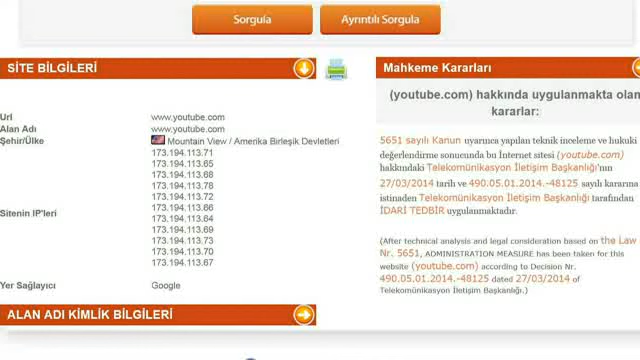 Sorgula
Ayrıntılı Sorgula
SİTE BİLGİLERİ
Url www.youtube.com
Alan Adı www.youtube.com
Şehir/Ülke Mountain View / Amerika Birleşik Devletleri
173.194.113.71
173.194.113.65
173.194.113.68
173.194.113.78
173.194.113.72
Sitenin IP'leri 173.194.113.66
173.194.113.64
173.194.113.69
173.194.113.73
173.194.113.70
173.194.113.67
Yer Sağlayıcı Google
ALAN ADI KİMLİK BİLGİLERİ
Mahkeme Kararları
(youtube.com) hakkında uygulanmakta olan
kararlar:
5651 sayılı Kanun uyarınca yapılan teknik inceleme ve hukuki
değerlendirme sonucunda bu İnternet sitesi (youtube.com)
hakkındaki Telekomünikasyon İletişim Başkanlığı'nın
27/03/2014 tarih ve 490.05.01.2014.-48125 sayılı kararına
istinaden Telekomünikasyon İletişim Başkanlığı tarafından
İDARİ TEDBİR uygulanmaktadır.
(After technical analysis and legal consideration based on the Law
Nr. 5651, ADMINISTRATION MEASURE has been taken for this
website (youtube.com) according to Decision Nr.
490.05.01.2014.-48125 dated 27/03/2014 of
Telekomünikasyon İletişim Başkanlığı.)